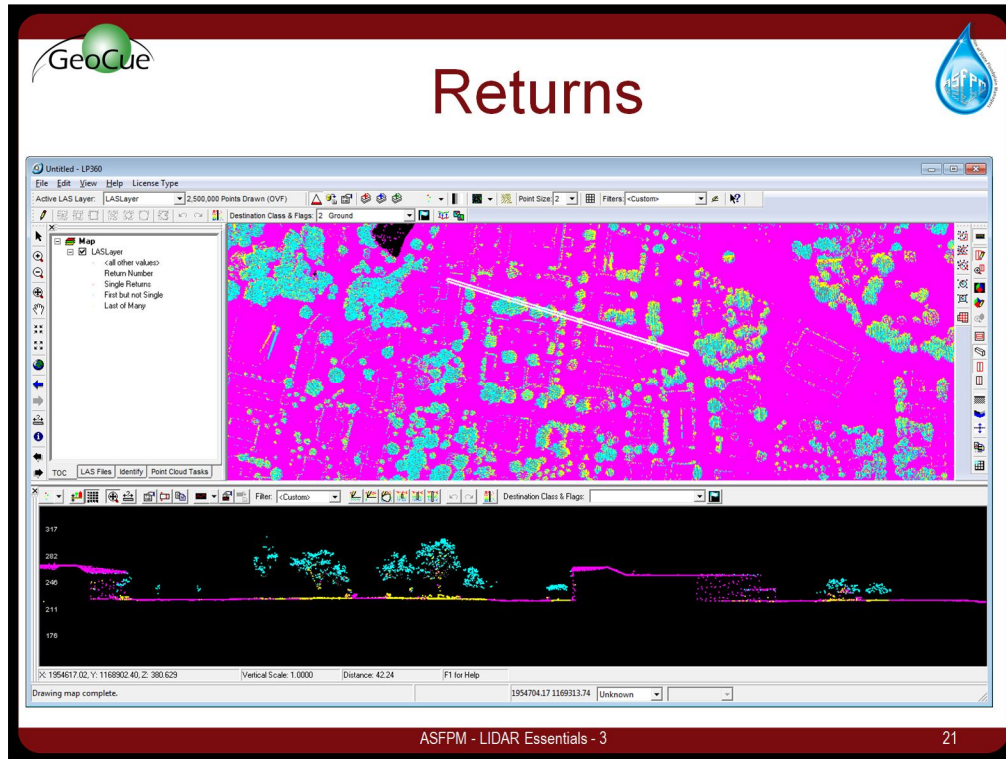 GeoCue
Returns
ASFPM
Untitled - LP360
File Edit View Help License Type
Active LAS Layer: LASLayer 2,500,000 Points Drawn (OVF) Point Size: 2 Filters: <Custom>
Destination Class & Flags: 2 Ground
Map
LASLayer
<all other values>
Return Number
Single Returns
First but not Single
Last of Many
TOC LAS Files Identify Point Cloud Tasks
Filter: <Custom> Destination Class & Flags:
317
282
246
211
176
X: 1954617.02, Y: 1168902.40, Z: 380.629 Vertical Scale: 1.0000 Distance: 42.24 F1 for Help
Drawing map complete. 1954704.17 1169313.74 Unknown
ASFPM - LIDAR Essentials - 3 21